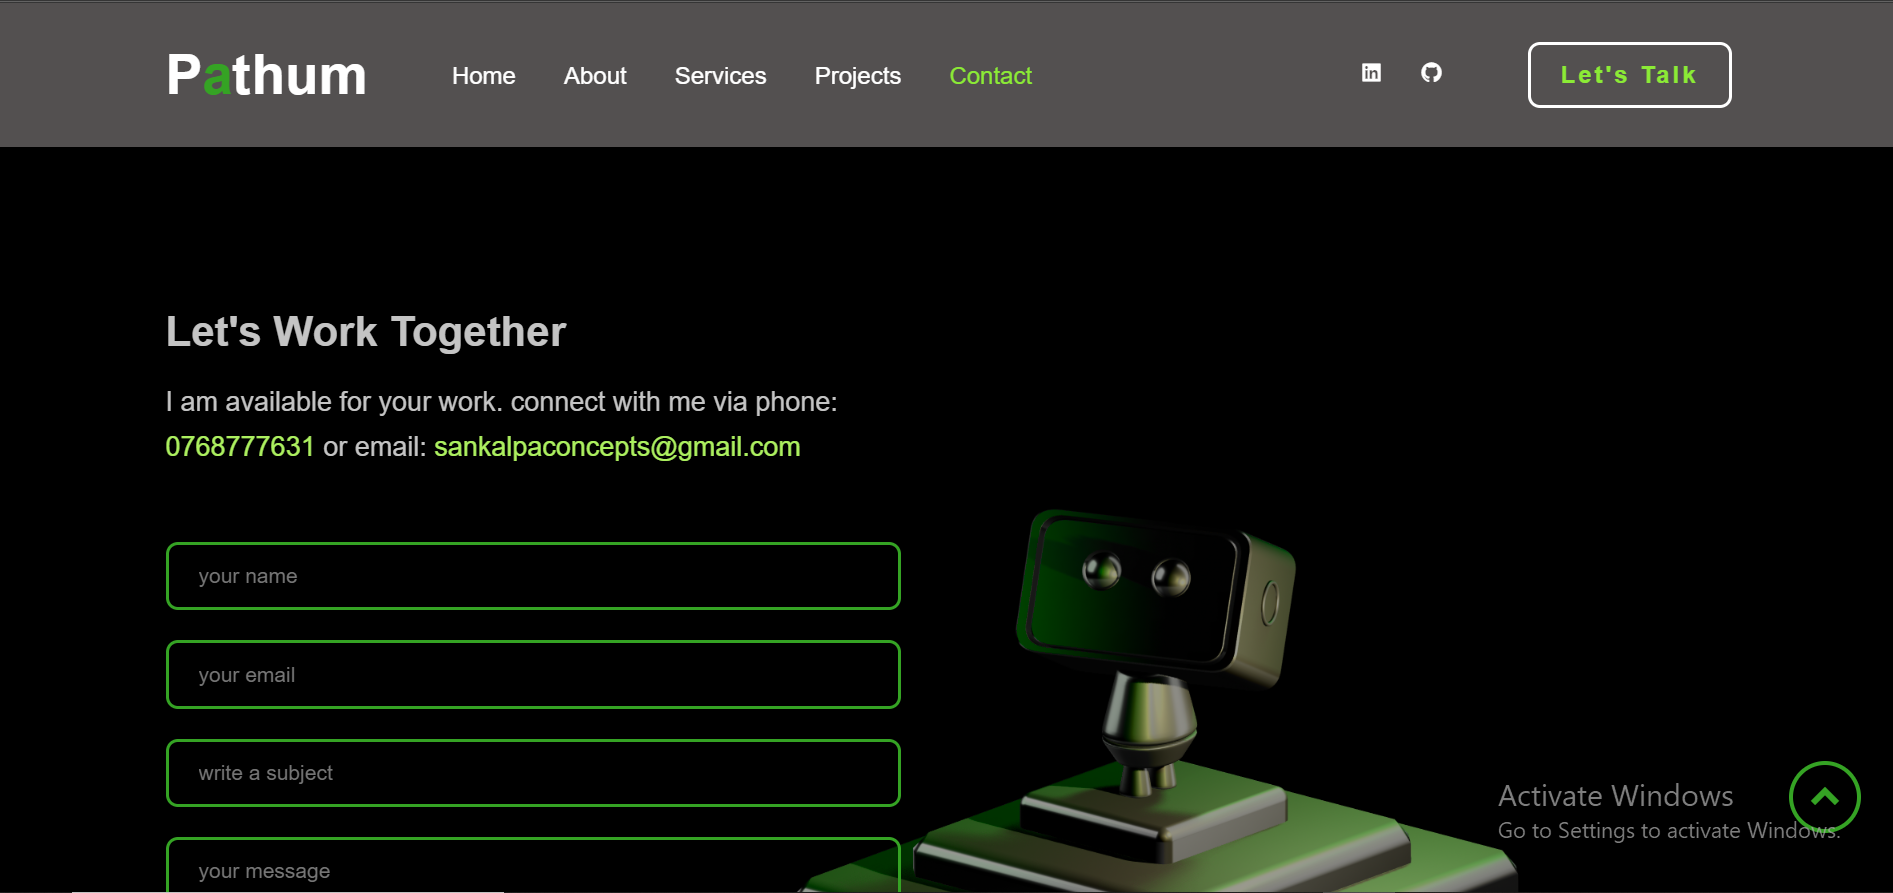 Pathum Home About Services Projects Contact Let's Talk
Let's Work Together
I am available for your work. connect with me via phone:
0768777631 or email: sankalpaconcepts@gmail.com
your name
your email
write a subject
your message
Activate Windows
Go to Settings to activate Windows.